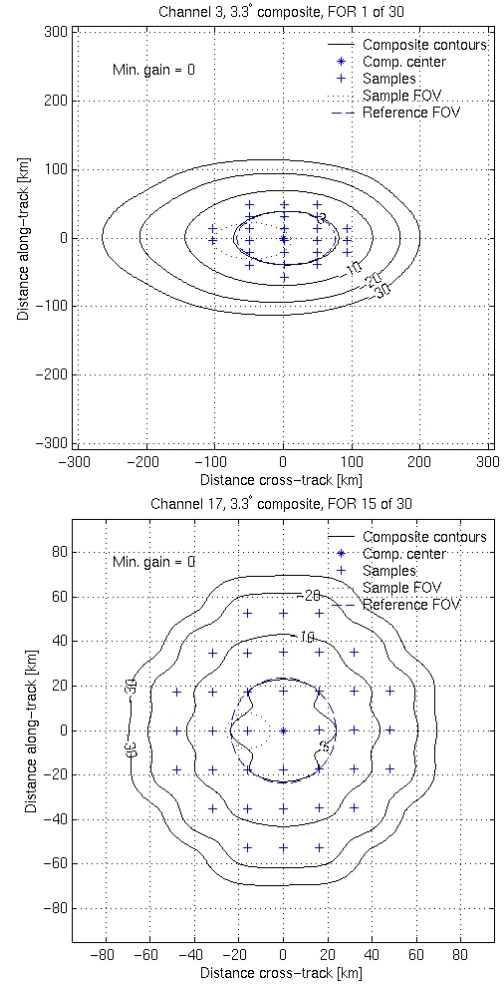 Channel 3, 3.3° composite, FOR 1 of 30
300
Composite contours
Min. gain = 0
Comp. center
Samples
Sample FOV
200
Reference FOV
100
-3
0
-10
-20
-30
-100
-200
-300
Distance along-track [km]
-300 -200 -100 0 100 200 300
Distance cross-track [km]
Channel 17, 3.3° composite, FOR 15 of 30
Composite contours
80
Comp. center
Min. gain = 0
Samples
Sample FOV
60
-20
Reference FOV
-10
40
20
-30
0
-3
-30
-20
-40
-60
-80
Distance along-track [km]
-80 -60 -40 -20 0 20 40 60 80
Distance cross-track [km]